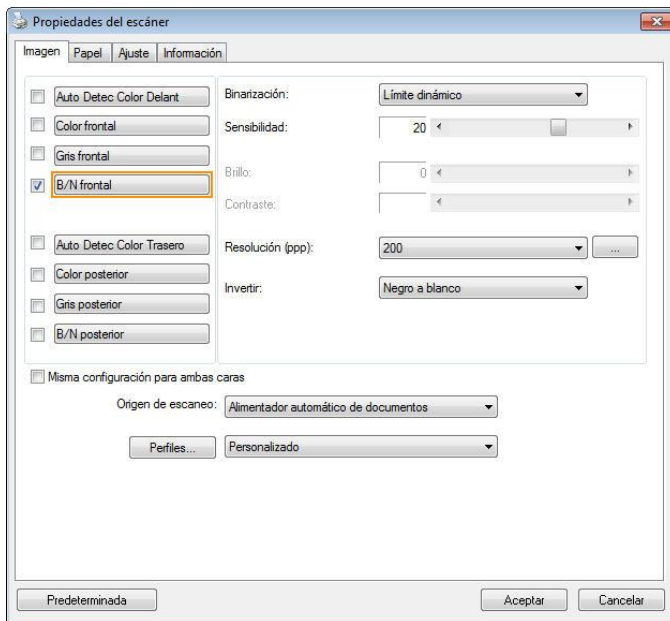 Propiedades del escáner
Imagen Papel Ajuste Información
Auto Detec Color Delant
Color frontal
Gris frontal
B/N frontal
Auto Detec Color Trasero
Color posterior
Gris posterior
B/N posterior
Binarización: Límite dinámico
Sensibilidad: 20
Brillo: 0
Contraste:
Resolución (ppp): 200 ...
Invertir: Negro a blanco
Misma configuración para ambas caras
Origen de escaneo: Alimentador automático de documentos
Perfiles... Personalizado
Predeterminada Aceptar Cancelar